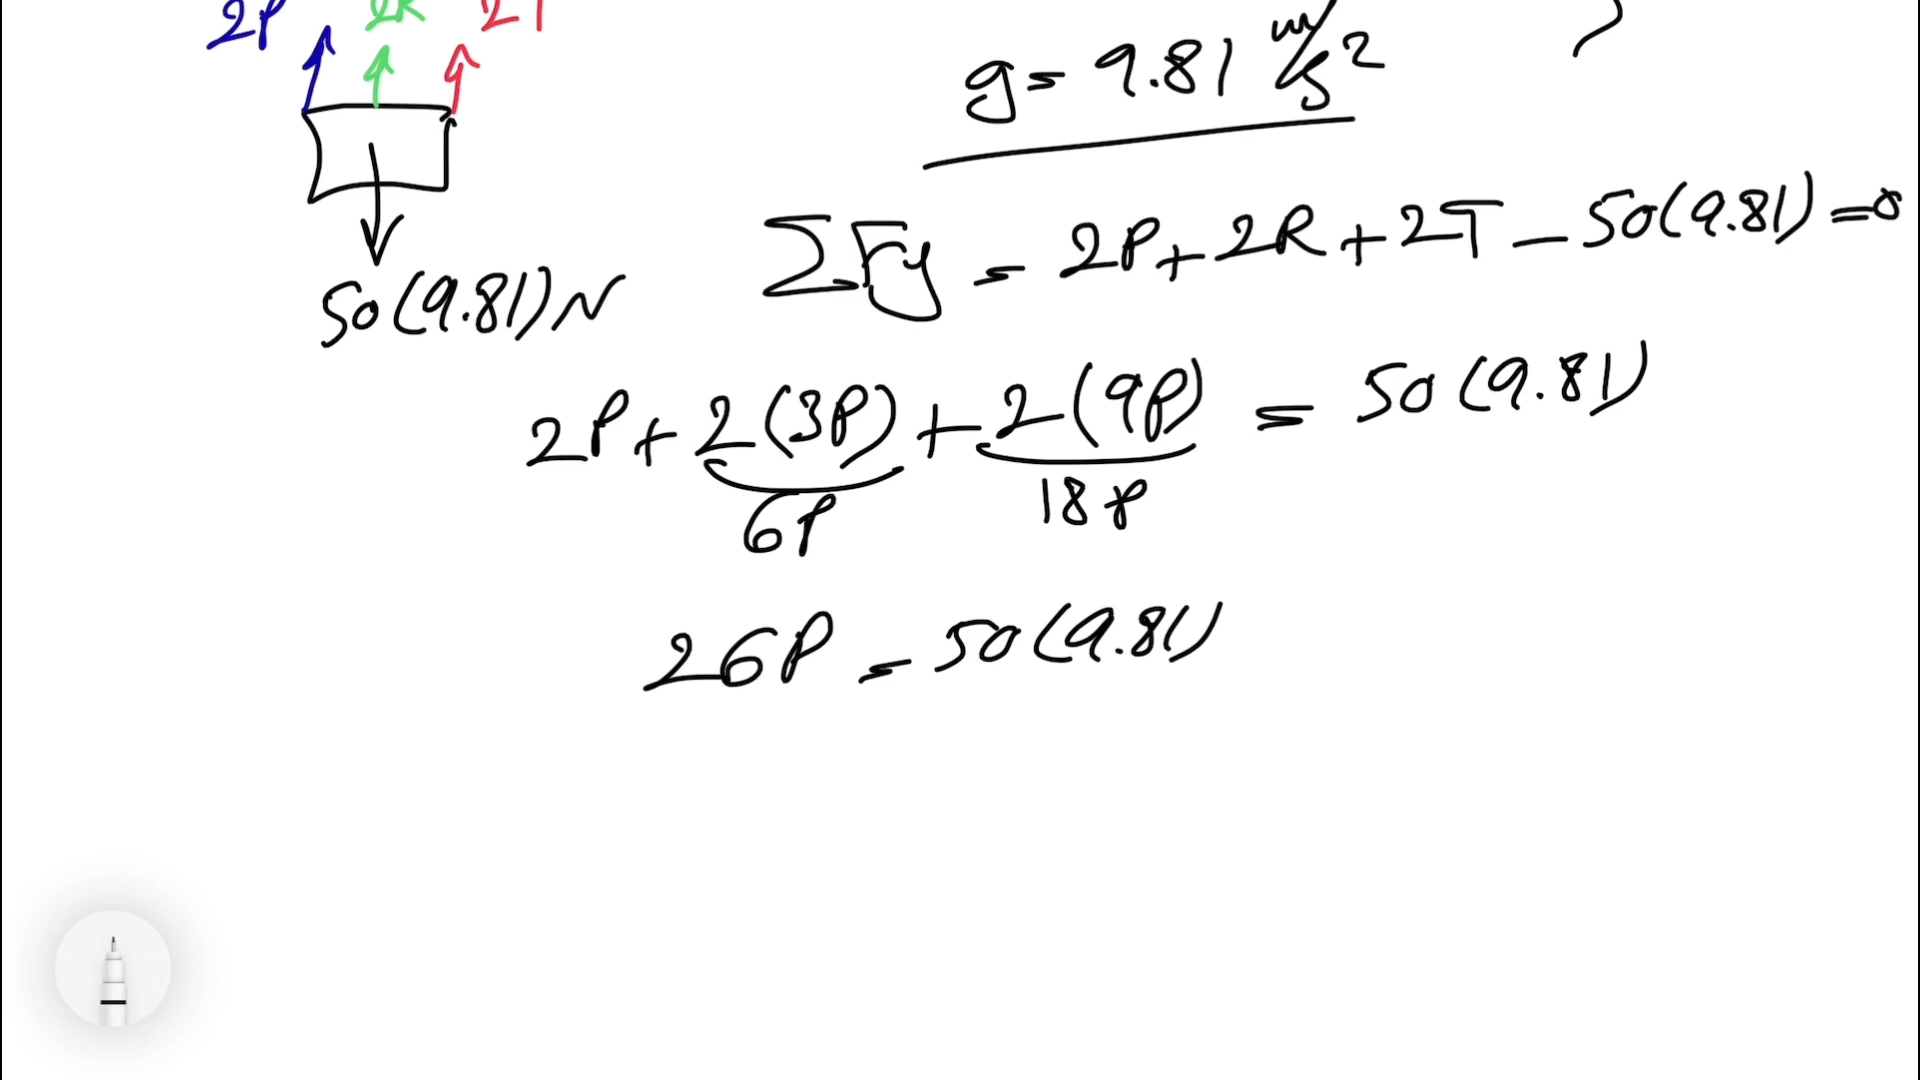 2P 2R 2T
g = 9.81 m/s²
50(9.81)N
ΣFy = 2P + 2R + 2T - 50(9.81) = 0
2P + 2(3P) + 2(9P) = 50(9.81)
6P 18P
26P = 50(9.81)